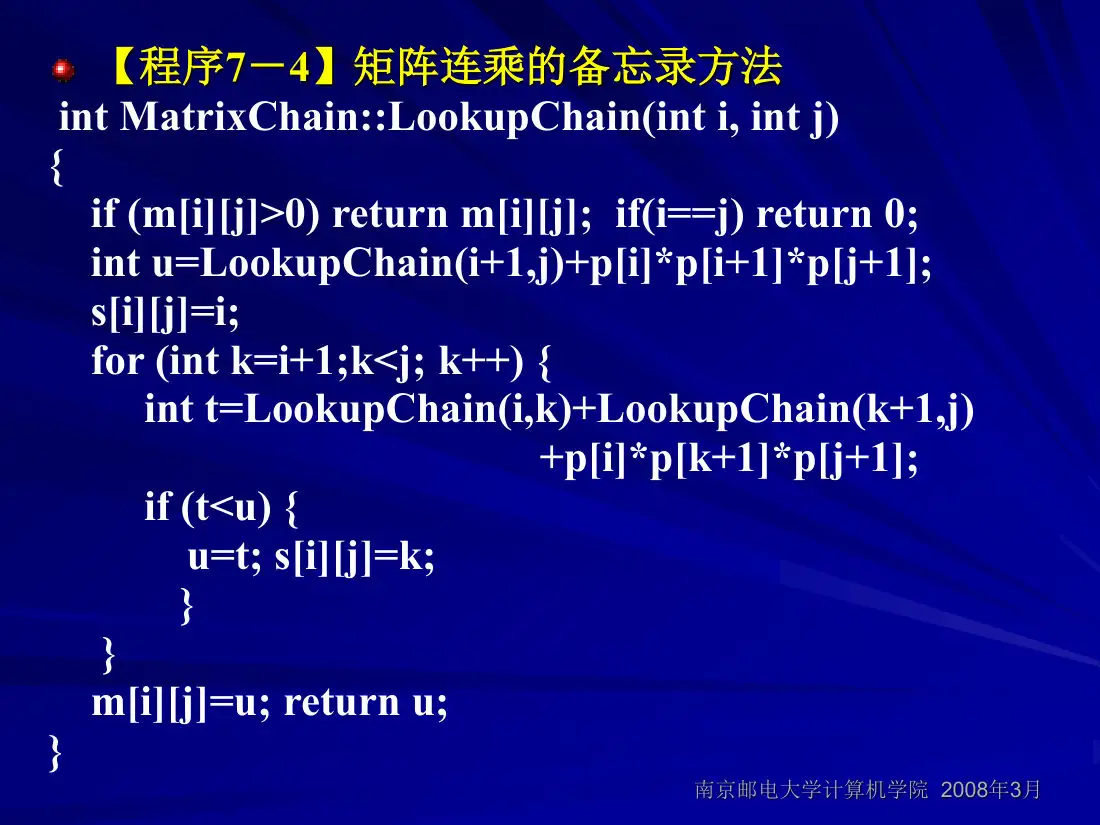 【程序7－4】矩阵连乘的备忘录方法
int MatrixChain::LookupChain(int i, int j)
{
if (m[i][j]>0) return m[i][j]; if(i==j) return 0;
int u=LookupChain(i+1,j)+p[i]*p[i+1]*p[j+1];
s[i][j]=i;
for (int k=i+1;k<j; k++) {
int t=LookupChain(i,k)+LookupChain(k+1,j)
+p[i]*p[k+1]*p[j+1];
if (t<u) {
u=t; s[i][j]=k;
}
}
m[i][j]=u; return u;
}
南京邮电大学计算机学院 2008年3月